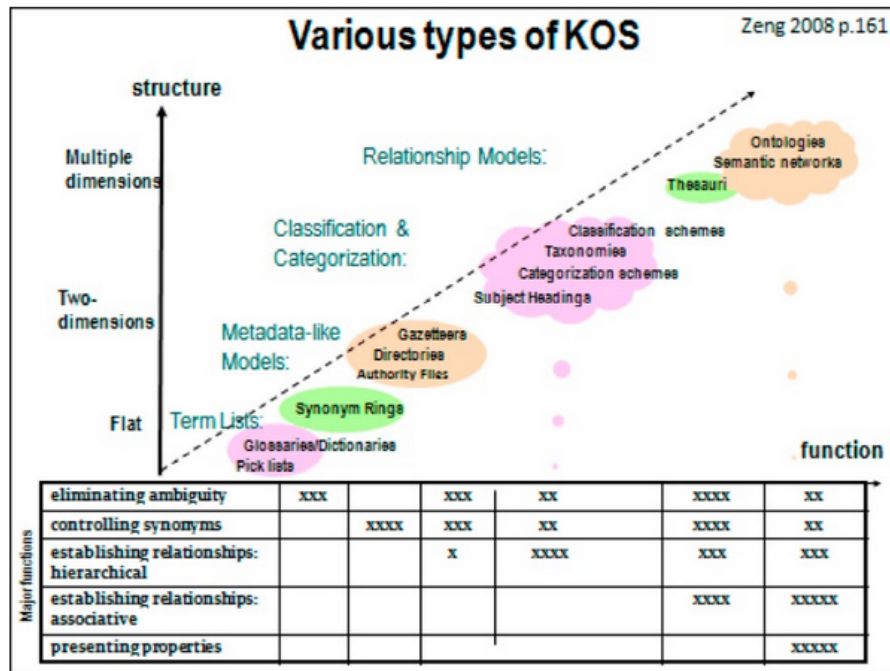 Various types of KOS
Zeng 2008 p.161
structure
Multiple
dimensions
Relationship Models:
Ontologies
Semantic networks
Thesauri
Classification &
Categorization:
Classification schemes
Taxonomies
Categorization schemes
Subject Headings
Two-
dimensions
Metadata-like
Models:
Gazetteers
Directories
Authority Files
Flat
Term Lists:
Synonym Rings
Glossaries/Dictionaries
Pick lists
function
Major functions
eliminating ambiguity xxx xxx xx xxxx xx
controlling synonyms xxxx xxx xx xxxx xx
establishing relationships:
hierarchical x xxxx xxx xxx
establishing relationships:
associative xxxx xxxxx
presenting properties xxxxx